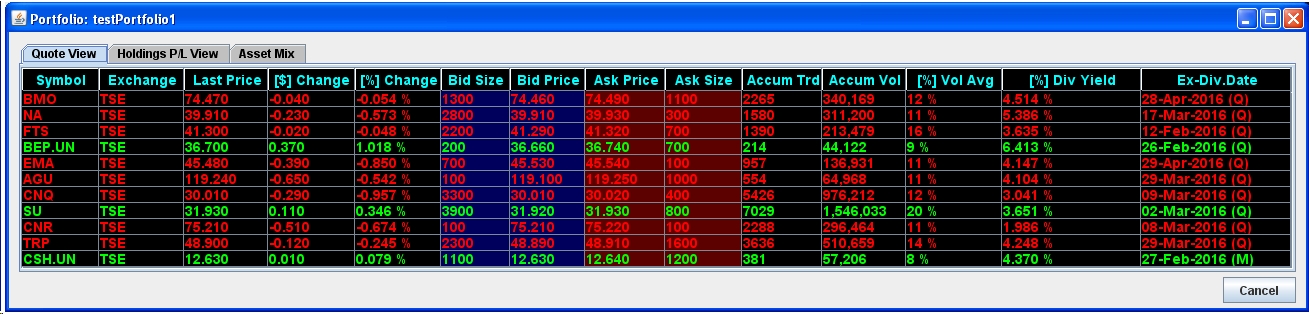 Portfolio: testPortfolio1
Quote View Holdings P/L View Asset Mix
Symbol Exchange Last Price [$] Change [%] Change Bid Size Bid Price Ask Price Ask Size Accum Trd Accum Vol [%] Vol Avg [%] Div Yield Ex-Div.Date
BMO TSE 74.470 -0.040 -0.054 % 1300 74.460 74.490 1100 2265 340,169 12 % 4.514 % 28-Apr-2016 (Q)
NA TSE 39.910 -0.230 -0.573 % 2800 39.910 39.930 300 1580 311,200 11 % 5.386 % 17-Mar-2016 (Q)
FTS TSE 41.300 -0.020 -0.048 % 2200 41.290 41.320 700 1390 213,479 16 % 3.635 % 12-Feb-2016 (Q)
BEP.UN TSE 36.700 0.370 1.018 % 200 36.660 36.740 700 214 44,122 9 % 6.413 % 26-Feb-2016 (Q)
EMA TSE 45.480 -0.390 -0.850 % 700 45.530 45.540 100 957 136,931 11 % 4.147 % 29-Apr-2016 (Q)
AGU TSE 119.240 -0.650 -0.542 % 100 119.100 119.250 1000 554 64,968 11 % 4.104 % 29-Mar-2016 (Q)
CNQ TSE 30.010 -0.290 -0.957 % 3300 30.010 30.020 400 5426 976,212 12 % 3.041 % 09-Mar-2016 (Q)
SU TSE 31.930 0.110 0.346 % 3900 31.920 31.930 800 7029 1,546,033 20 % 3.651 % 02-Mar-2016 (Q)
CNR TSE 75.210 -0.510 -0.674 % 100 75.210 75.220 100 2288 296,464 11 % 1.986 % 08-Mar-2016 (Q)
TRP TSE 48.900 -0.120 -0.245 % 2300 48.890 48.910 1600 3636 510,659 14 % 4.248 % 29-Mar-2016 (Q)
CSH.UN TSE 12.630 0.010 0.079 % 1100 12.630 12.640 1200 381 57,206 8 % 4.370 % 27-Feb-2016 (M)
Cancel